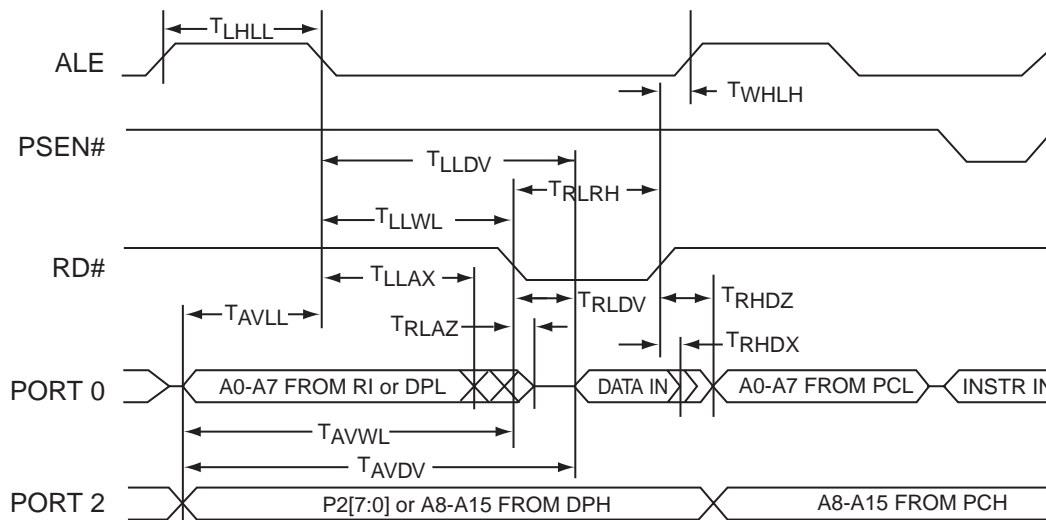 TLHLL
ALE
TWHLH
PSEN#
TLLDV
TRLRH
TLLWL
RD#
TLLAX
TRLDV
TRHDZ
TAVLL
TRLAZ
TRHDX
PORT 0
A0-A7 FROM RI or DPL
DATA IN
A0-A7 FROM PCL
INSTR IN
TAVWL
TAVDV
PORT 2
P2[7:0] or A8-A15 FROM DPH
A8-A15 FROM PCH